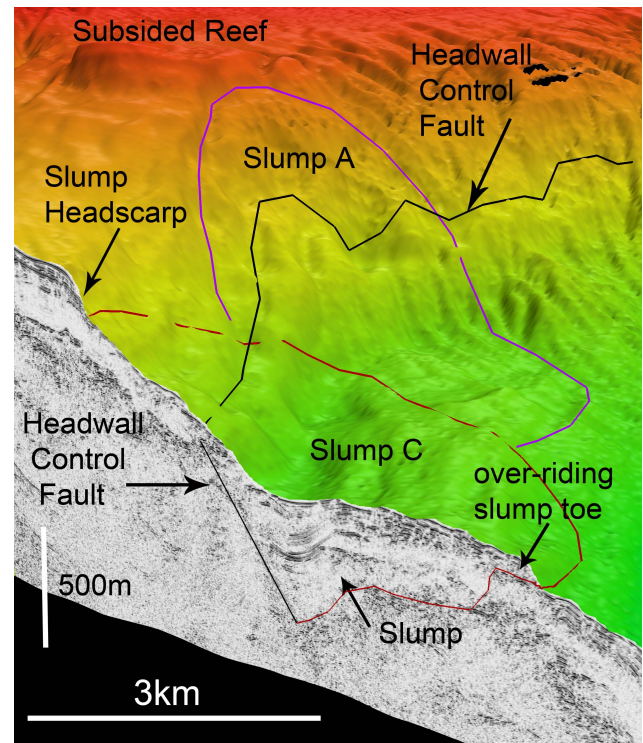 Subsided Reef
Headwall
Control
Fault
Slump A
Slump
Headscarp
Headwall
Control
Fault
Slump C
over-riding
slump toe
500m
Slump
3km